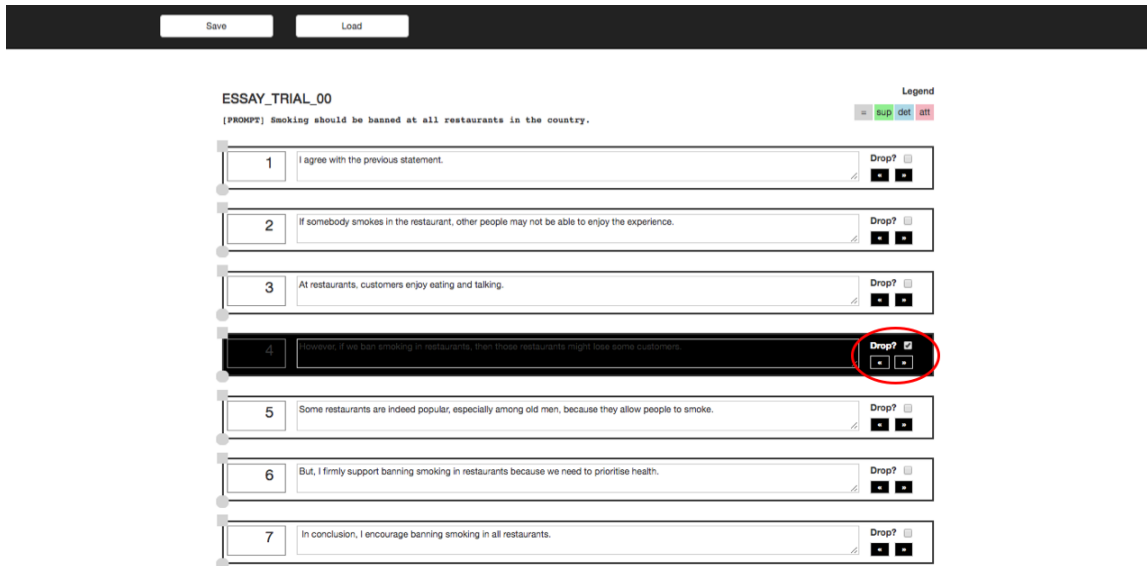 Save Load
Legend
ESSAY_TRIAL_00
= sup det att
[PROMPT] Smoking should be banned at all restaurants in the country.
1 I agree with the previous statement. Drop?
« »
2 If somebody smokes in the restaurant, other people may not be able to enjoy the experience. Drop?
« »
3 At restaurants, customers enjoy eating and talking. Drop?
« »
4 However, if we ban smoking in restaurants, then those restaurants might lose some customers. Drop?
« »
5 Some restaurants are indeed popular, especially among old men, because they allow people to smoke. Drop?
« »
6 But, I firmly support banning smoking in restaurants because we need to prioritise health. Drop?
« »
7 In conclusion, I encourage banning smoking in all restaurants. Drop?
« »